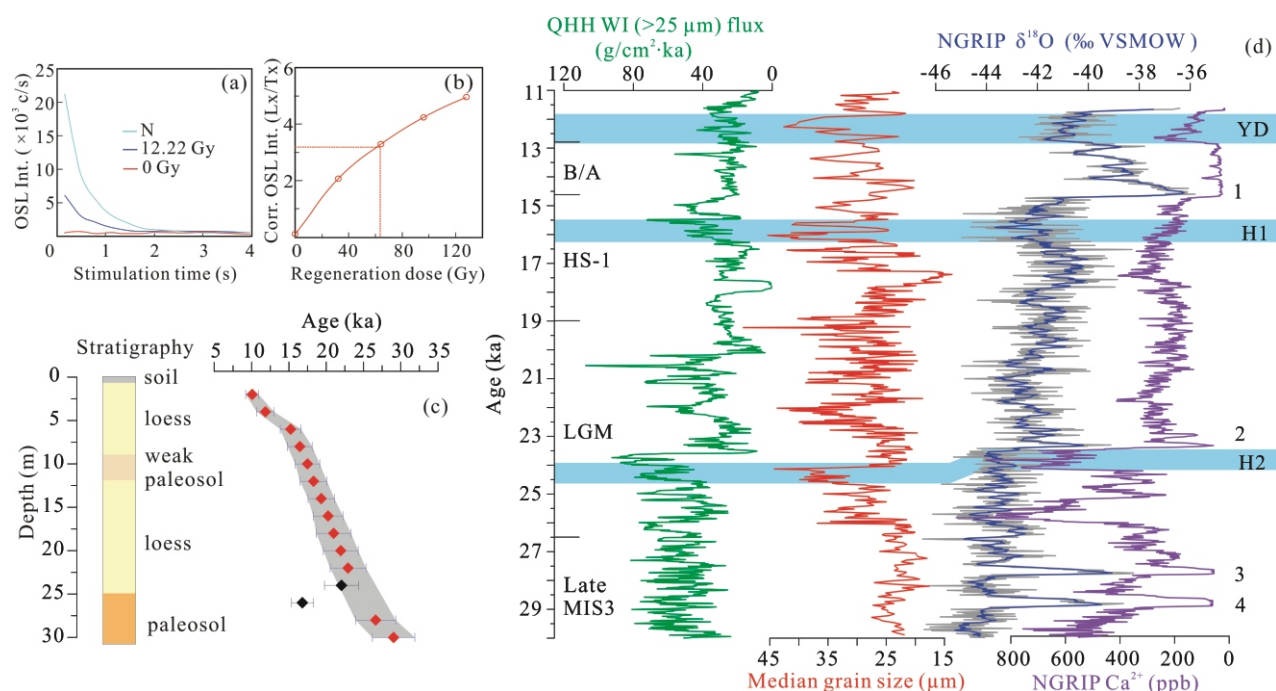 (a)
OSL Int. (×10³ c/s)
25
20
15
10
5
0
N
12.22 Gy
0 Gy
0 1 2 3 4
Stimulation time (s)
(b)
Corr. OSL Int. (Lx/Tx)
6
4
2
0 40 80 120
Regeneration dose (Gy)
Age (ka)
5 10 15 20 25 30 35
Stratigraphy
(c)
Depth (m)
0
5
10
15
20
25
30
soil
loess
weak
paleosol
loess
paleosol
QHH WI (>25 μm) flux
(g/cm²·ka)
120 80 40 0
NGRIP δ¹⁸O (‰ VSMOW)
(d)
-46 -44 -42 -40 -38 -36
Age (ka)
11
13
15
17
19
21
23
25
27
29
YD
B/A
1
H1
HS-1
LGM
2
H2
3
Late
MIS3
4
45 35 25 15
Median grain size (μm)
800 600 400 200 0
NGRIP Ca²⁺ (ppb)